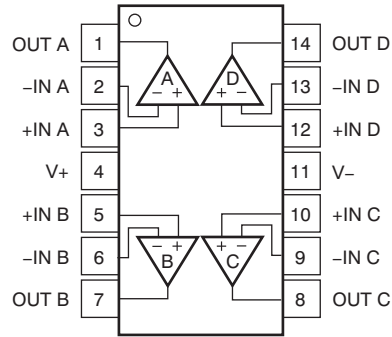 OUT A 1 14 OUT D
A D
−IN A 2 − + + − 13 −IN D
+IN A 3 12 +IN D
V+ 4 11 V−
+IN B 5 10 +IN C
− + + −
−IN B 6 B C 9 −IN C
OUT B 7 8 OUT C